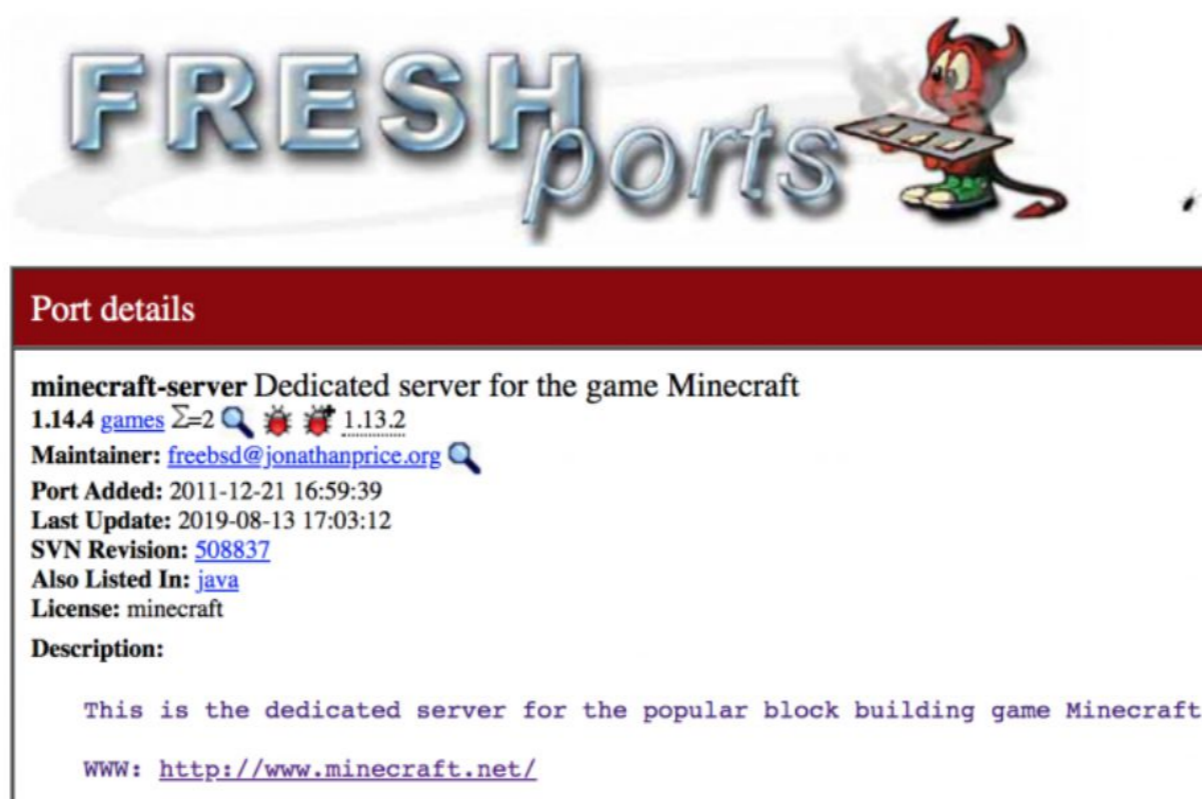 FRESHports
Port details
minecraft-server Dedicated server for the game Minecraft
1.14.4 games Σ=2 1.13.2
Maintainer: freebsd@jonathanprice.org
Port Added: 2011-12-21 16:59:39
Last Update: 2019-08-13 17:03:12
SVN Revision: 508837
Also Listed In: java
License: minecraft
Description:
This is the dedicated server for the popular block building game Minecraft
WWW: http://www.minecraft.net/